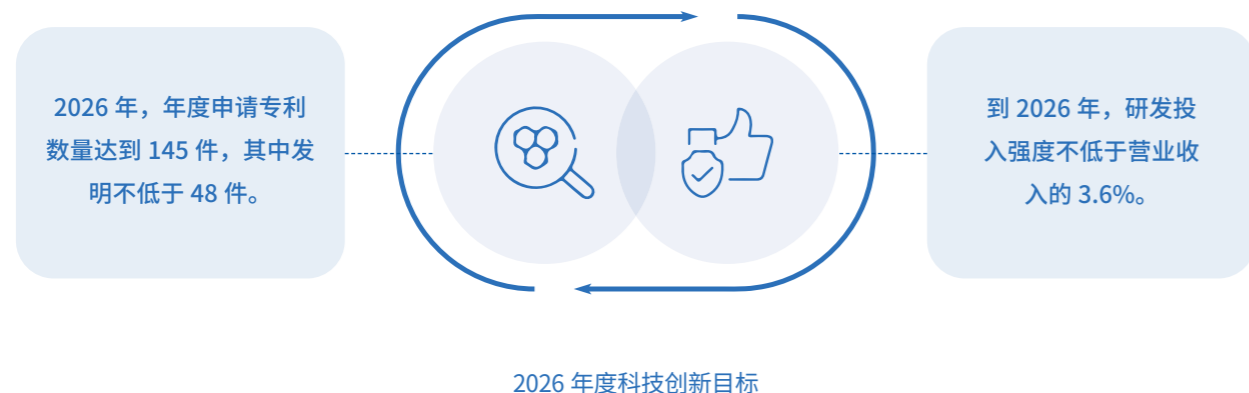 2026 年，年度申请专利
数量达到 145 件，其中发
明不低于 48 件。
到 2026 年，研发投
入强度不低于营业收
入的 3.6%。
2026 年度科技创新目标